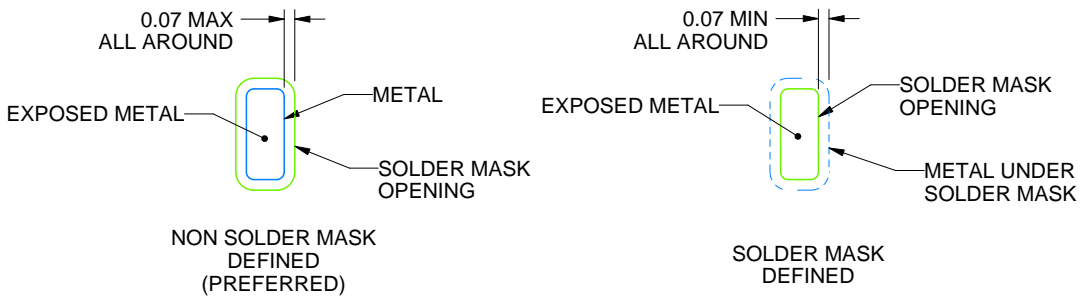 0.07 MAX
ALL AROUND
EXPOSED METAL
METAL
SOLDER MASK
OPENING
NON SOLDER MASK
DEFINED
(PREFERRED)
0.07 MIN
ALL AROUND
EXPOSED METAL
SOLDER MASK
OPENING
METAL UNDER
SOLDER MASK
SOLDER MASK
DEFINED